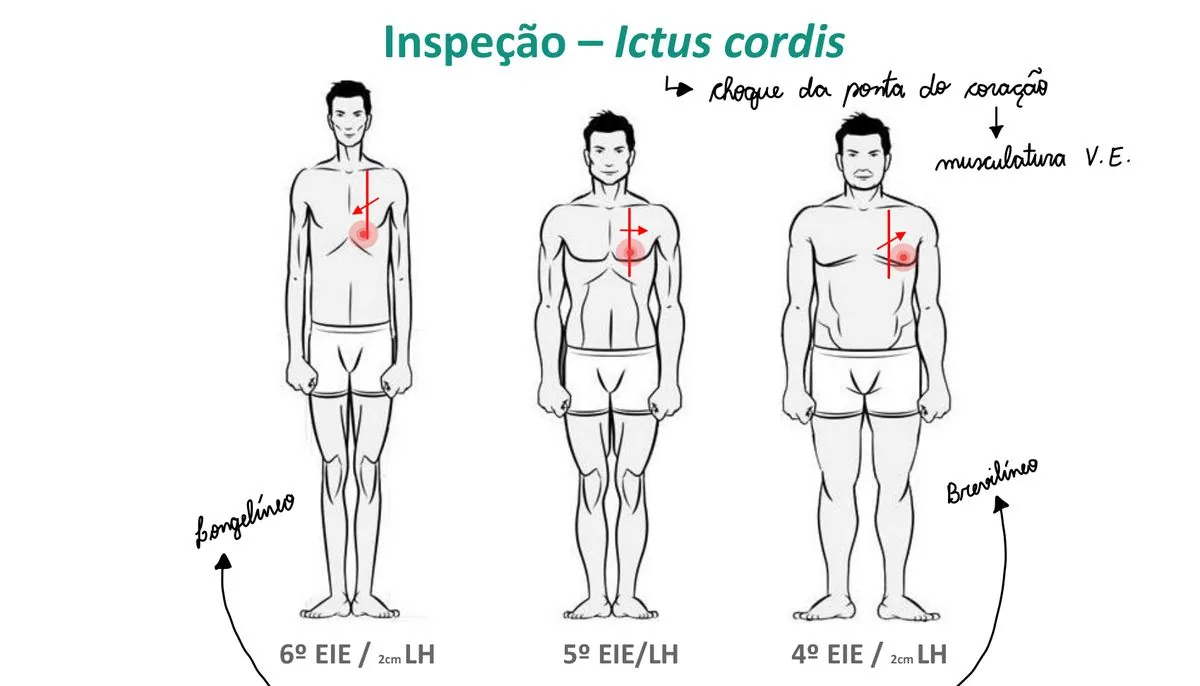 Inspeção – Ictus cordis
choque da ponta do coração
musculatura V.E.
Longelíneo
Brevilíneo
6º EIE / 2cm LH
5º EIE/LH
4º EIE / 2cm LH